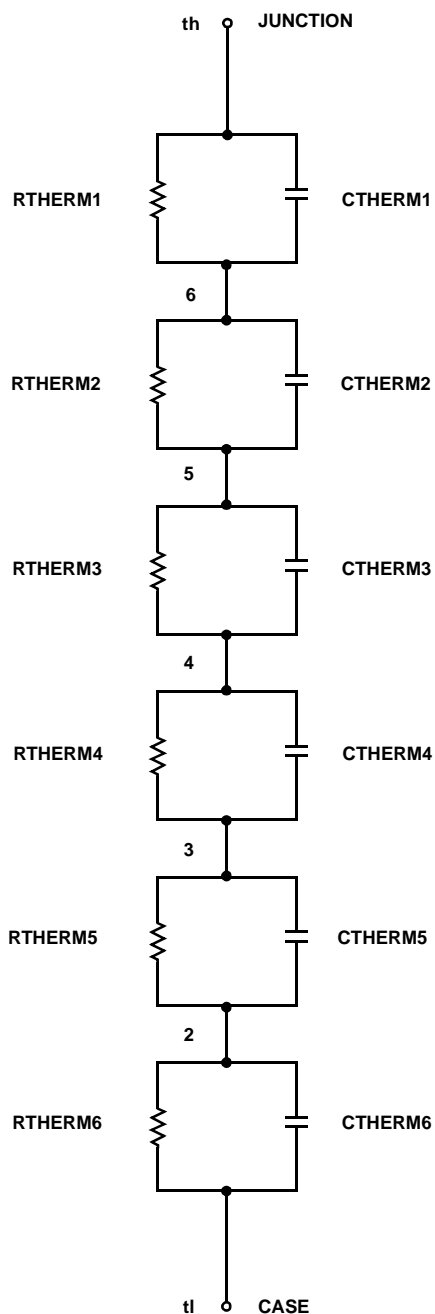 th JUNCTION
RTHERM1 CTHERM1
6
RTHERM2 CTHERM2
5
RTHERM3 CTHERM3
4
RTHERM4 CTHERM4
3
RTHERM5 CTHERM5
2
RTHERM6 CTHERM6
tl CASE